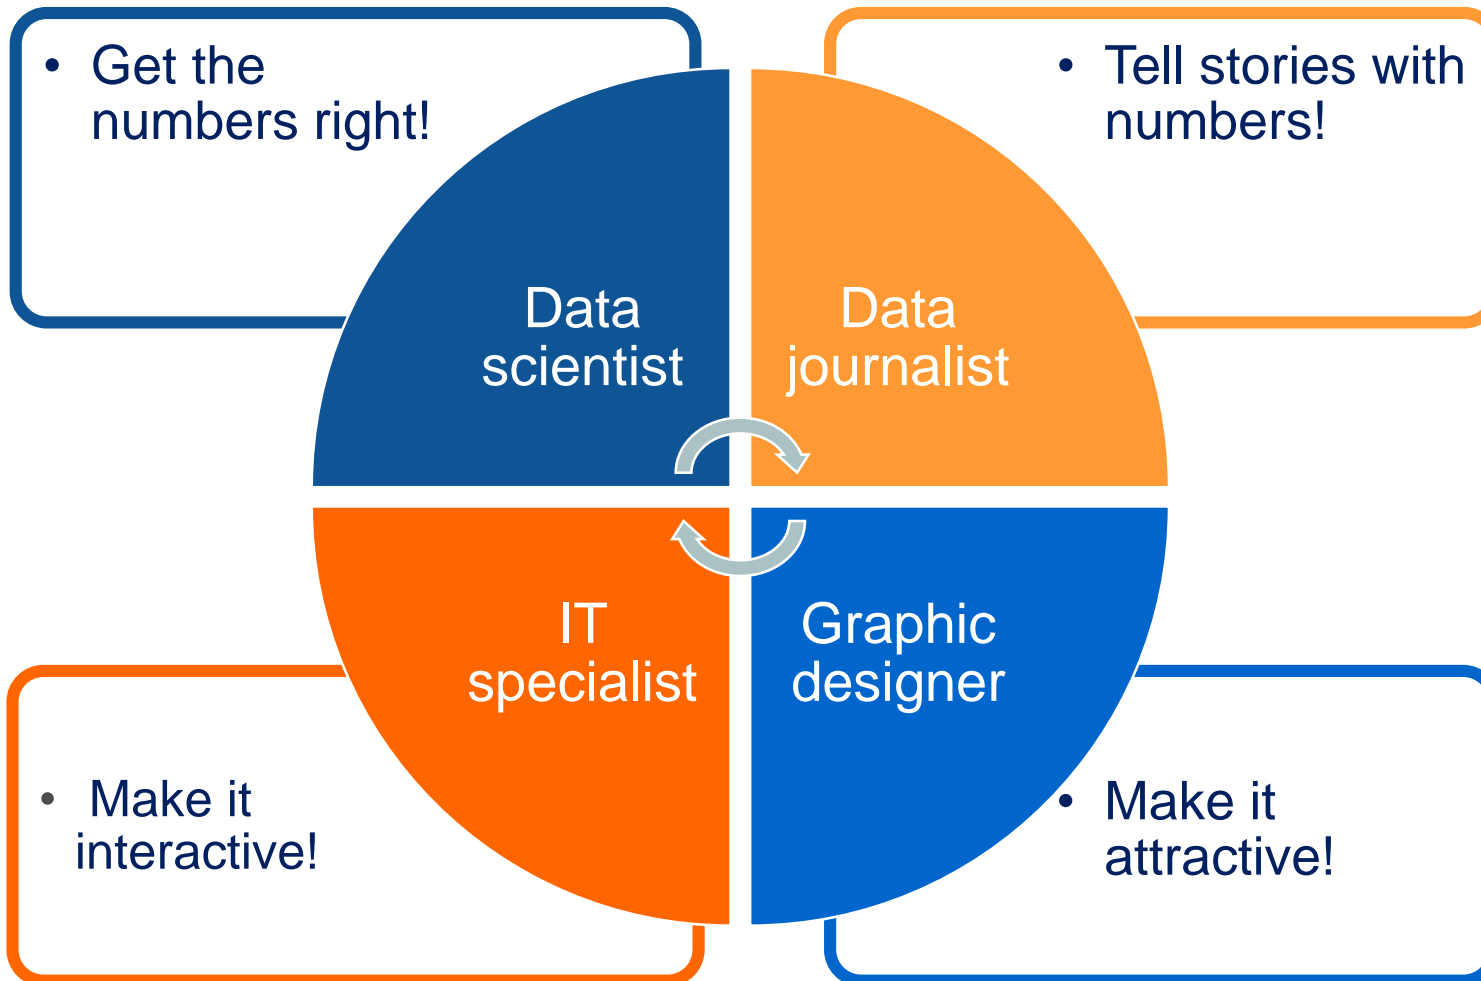 • Get the
numbers right!
• Tell stories with
numbers!
Data
scientist
Data
journalist
IT
specialist
Graphic
designer
• Make it
interactive!
• Make it
attractive!